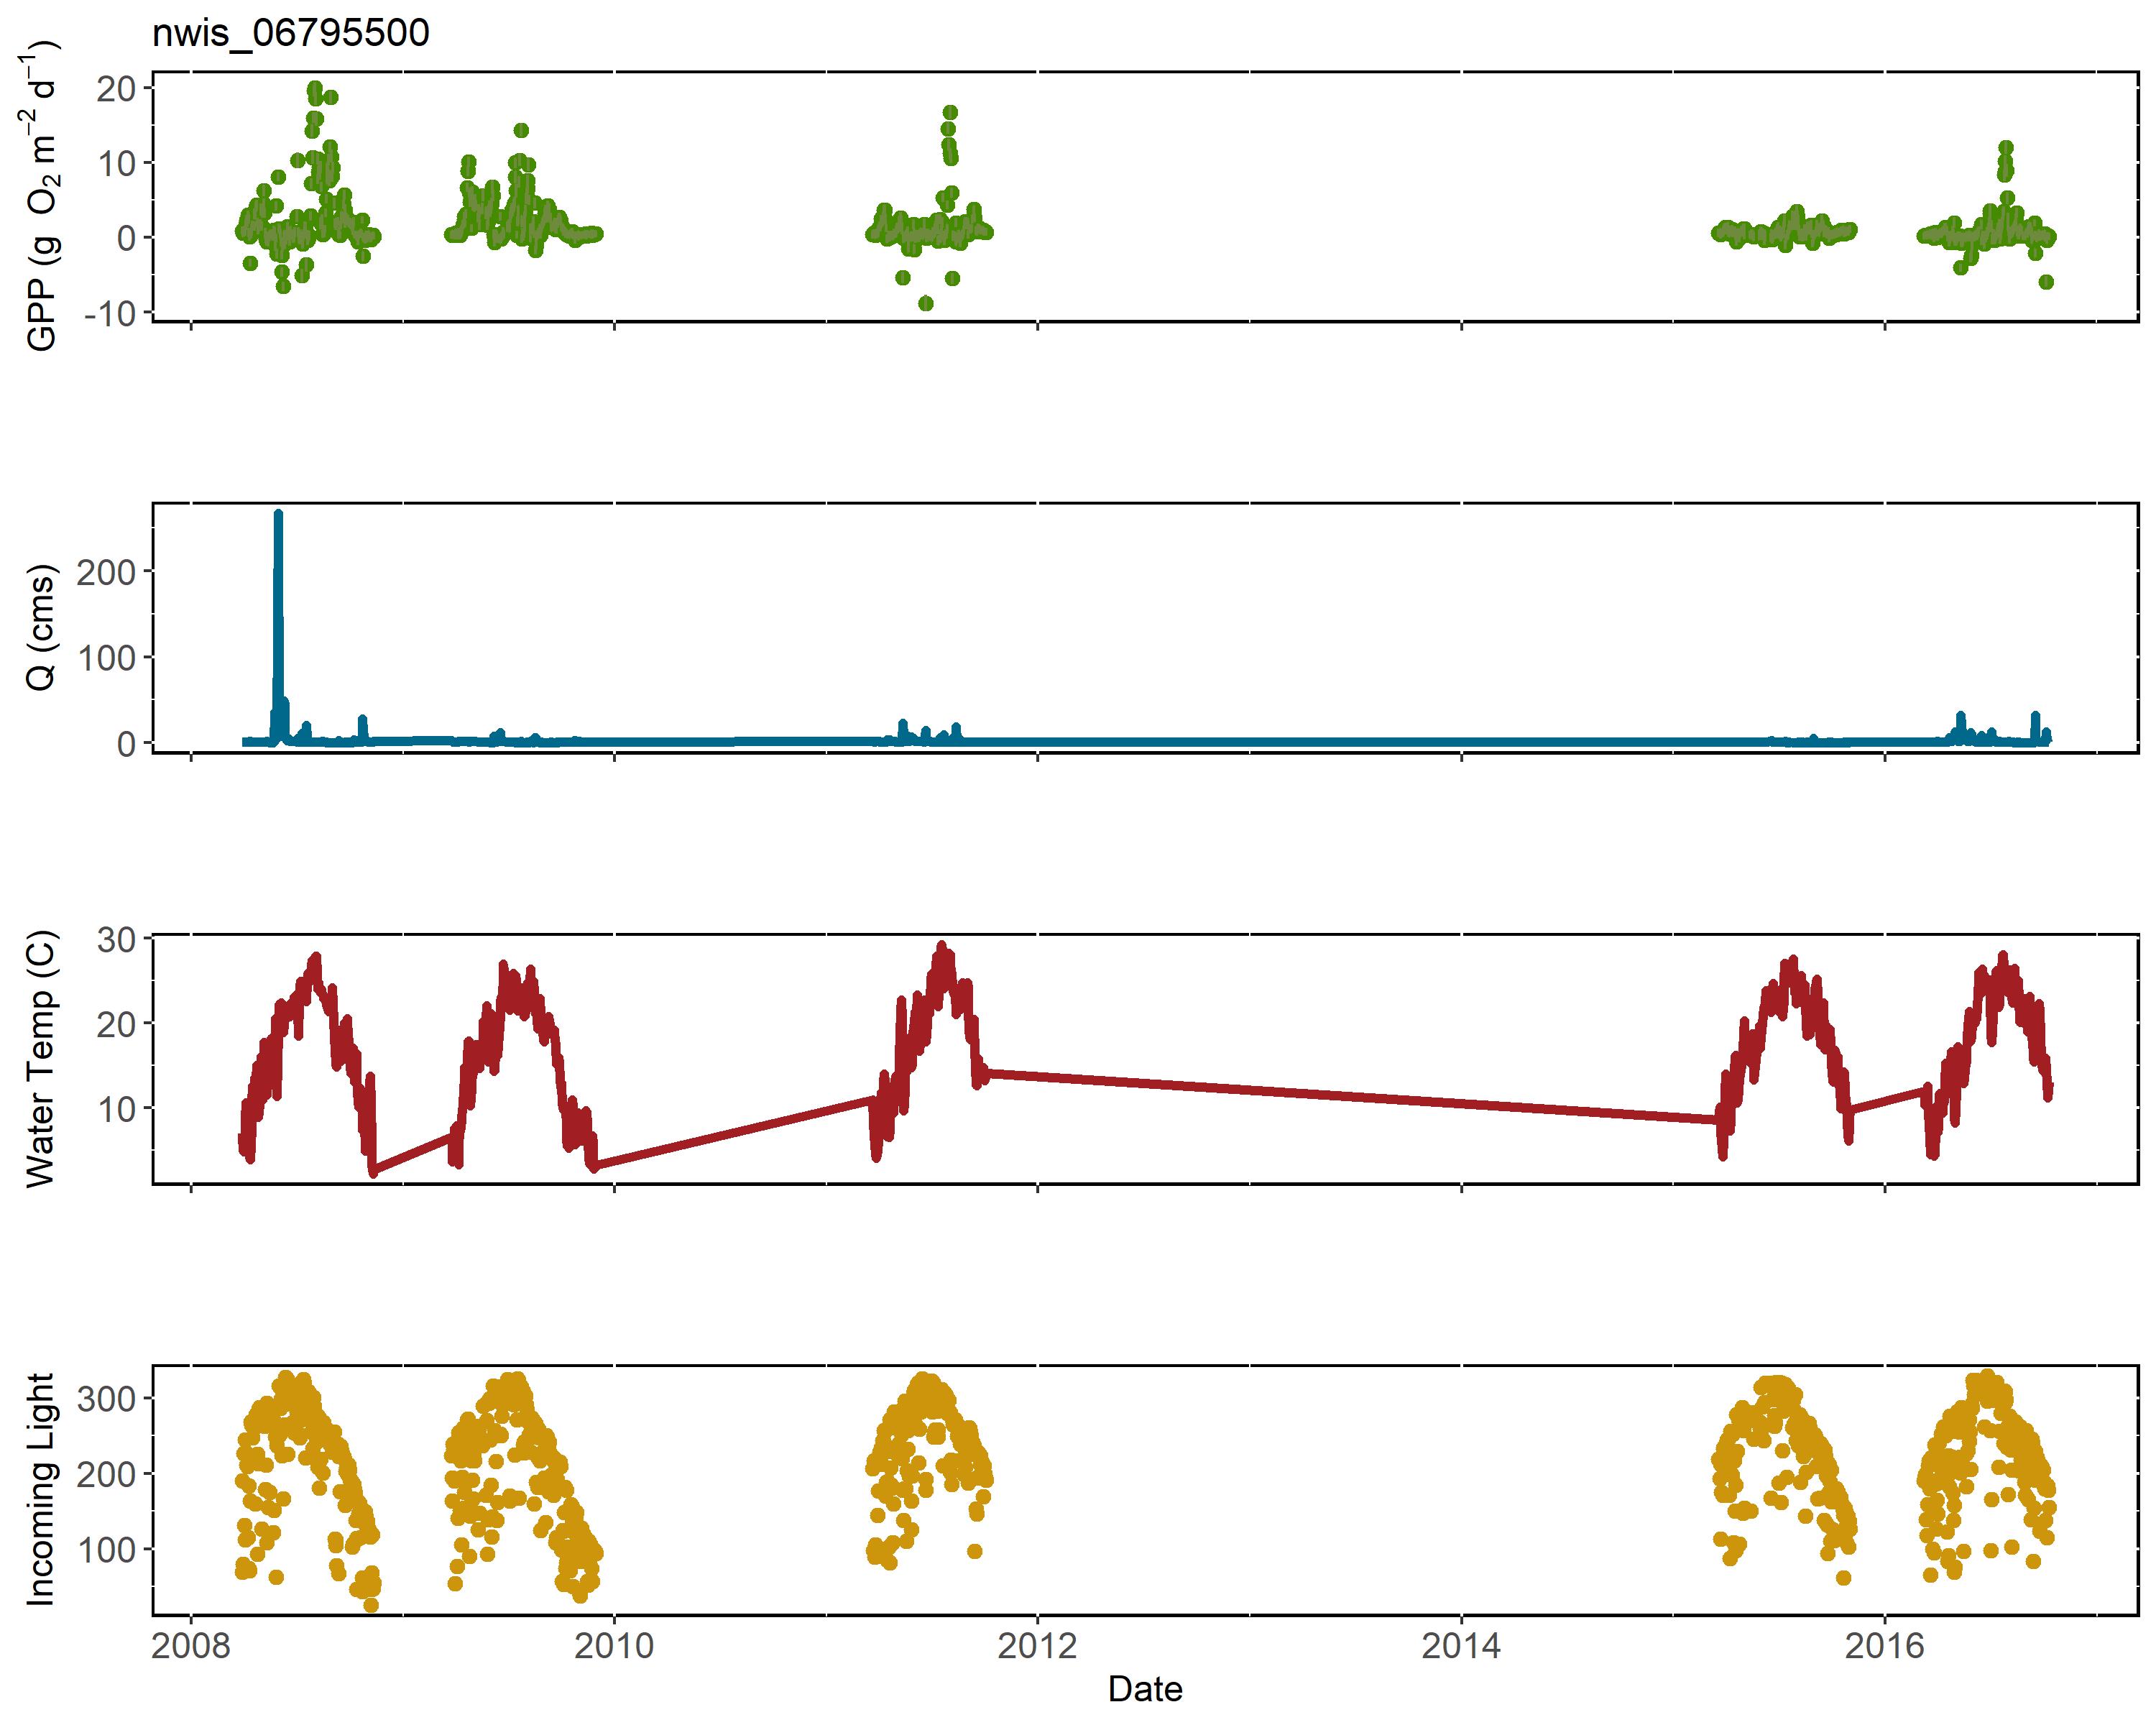 nwis_06795500
GPP (g O₂ m⁻² d⁻¹)
20
10
0
-10
Q (cms)
200
100
0
Water Temp (C)
30
20
10
Incoming Light
300
200
100
2008 2010 2012 2014 2016
Date